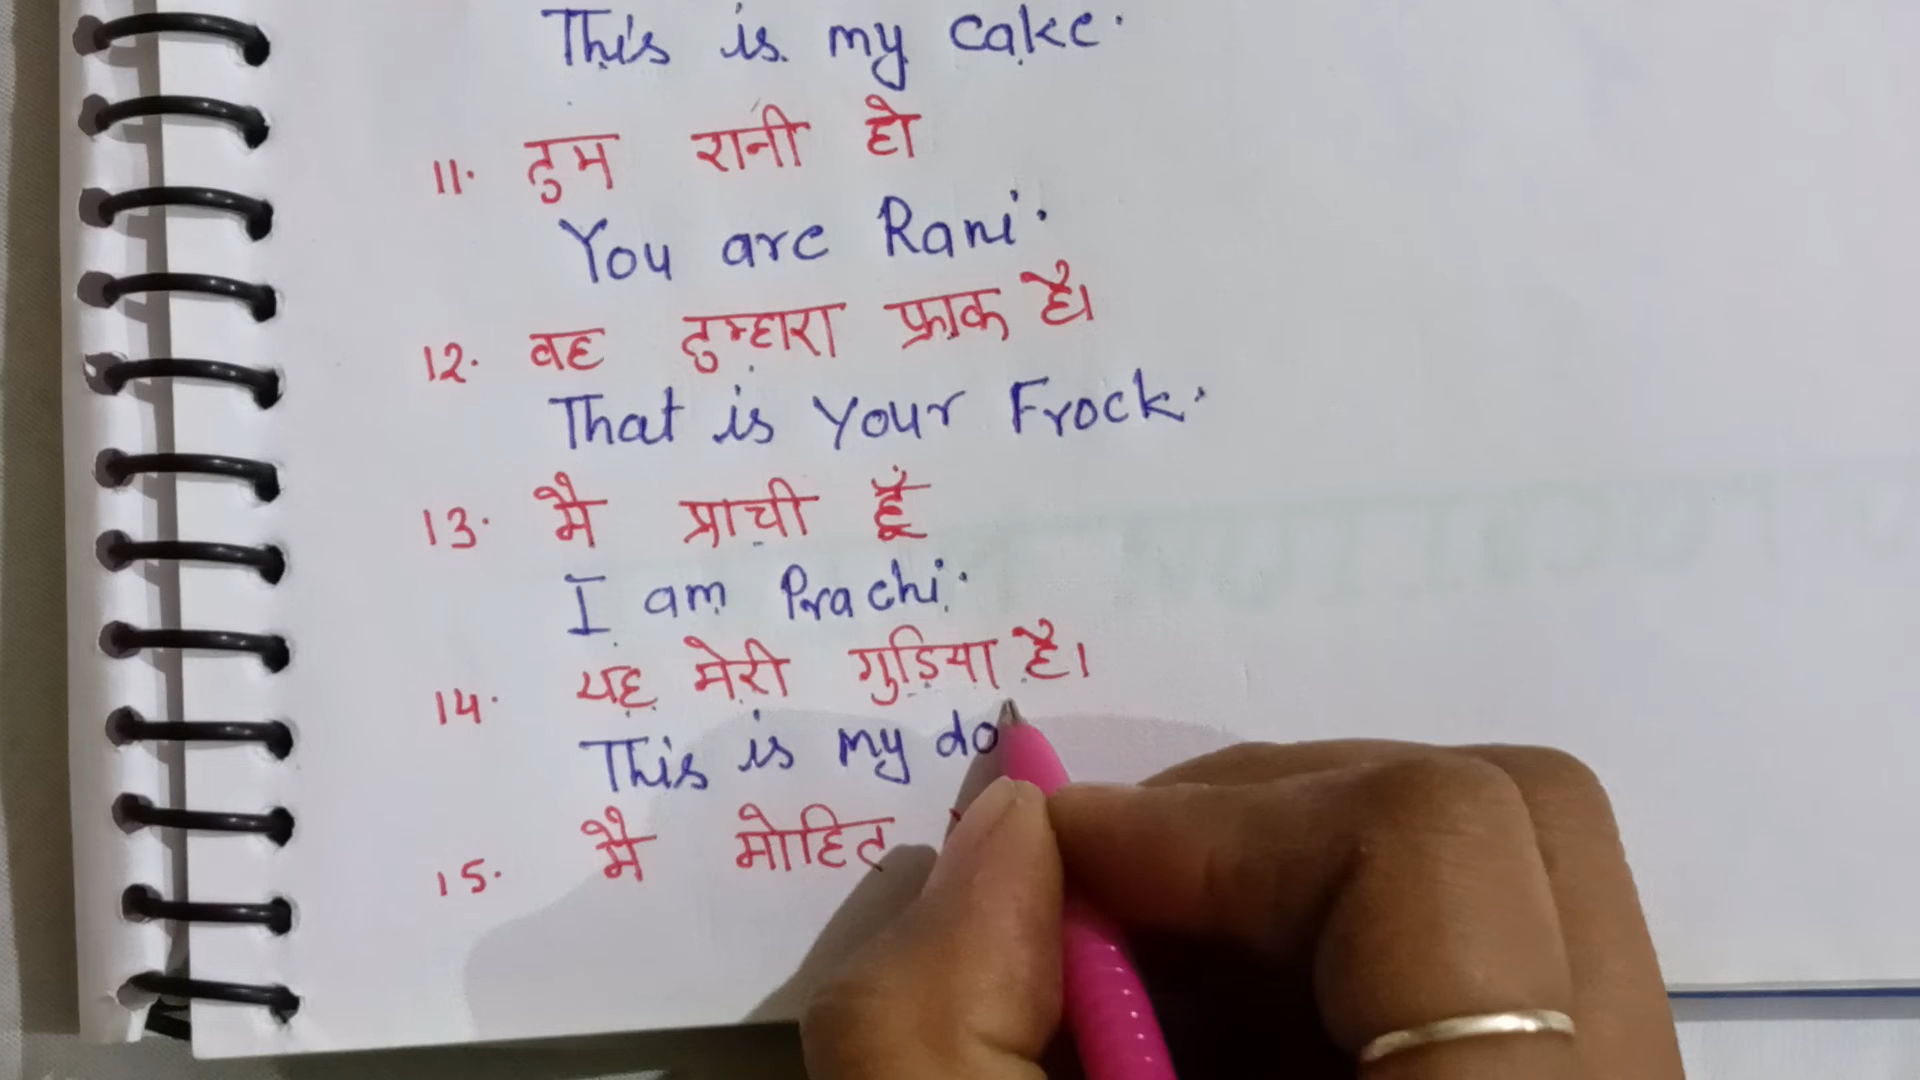 This is my cake.
11. तुम रानी हो
You are Rani.
12. वह तुम्हारा फ्राक है।
That is your Frock.
13. मै प्राची हूँ
I am Prachi.
14. यह मेरी गुड़िया है।
This is my do
15. मै मोहित